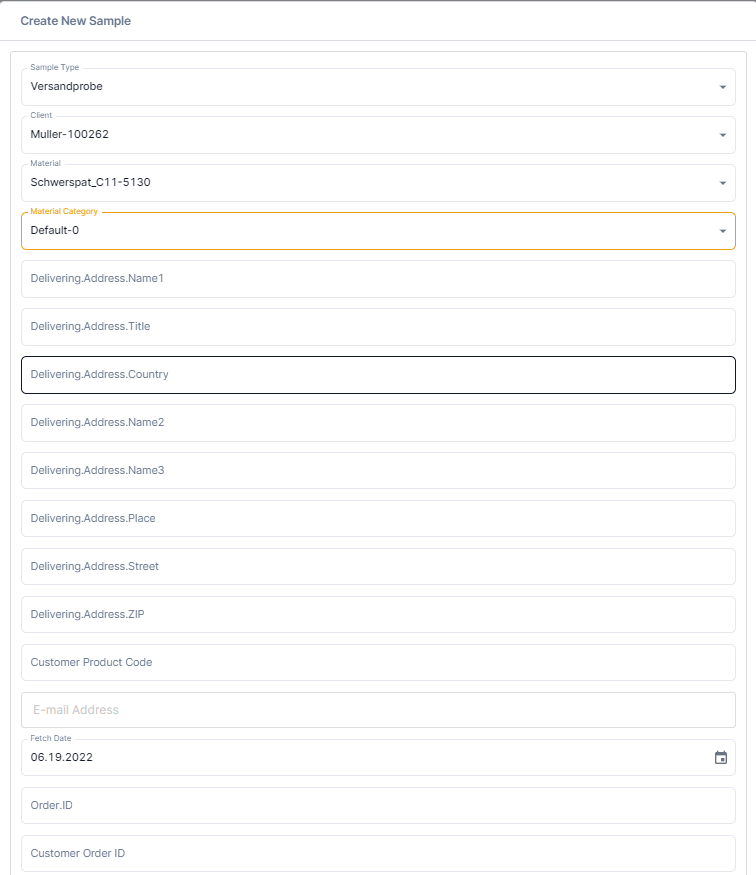 Create New Sample
Sample Type
Versandprobe
Client
Muller-100262
Material
Schwerspat_C11-5130
Material Category
Default-0
Delivering.Address.Name1
Delivering.Address.Title
Delivering.Address.Country
Delivering.Address.Name2
Delivering.Address.Name3
Delivering.Address.Place
Delivering.Address.Street
Delivering.Address.ZIP
Customer Product Code
E-mail Address
Fetch Date
06.19.2022
Order.ID
Customer Order ID